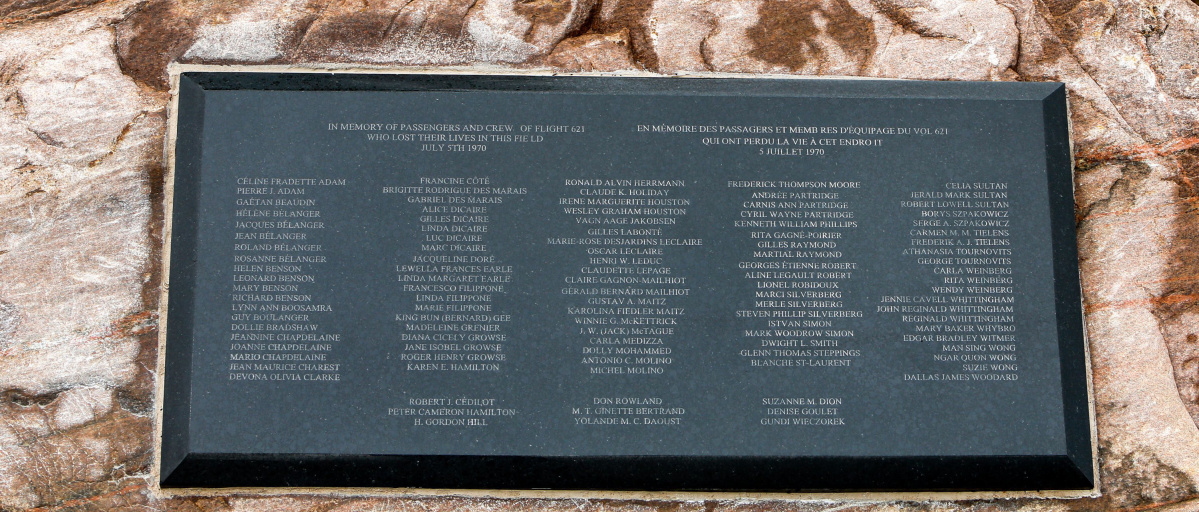 IN MEMORY OF PASSENGERS AND CREW OF FLIGHT 621
WHO LOST THEIR LIVES IN THIS FIELD
JULY 5TH 1970
EN MÉMOIRE DES PASSAGERS ET MEMBRES D'ÉQUIPAGE DU VOL 621
QUI ONT PERDU LA VIE À CET ENDROIT
5 JUILLET 1970
CÉLINE FRADETTE ADAM
PIERRE J. ADAM
GAÉTAN BEAUDIN
HÉLÈNE BÉLANGER
JACQUES BÉLANGER
JEAN BÉLANGER
ROLAND BÉLANGER
ROSANNE BÉLANGER
HELEN BENSON
LEONARD BENSON
MARY BENSON
RICHARD BENSON
LYNN ANN BOOSAMRA
GUY BOULANGER
DOLLIE BRADSHAW
JEANNINE CHAPDELAINE
JOANNE CHAPDELAINE
MARIO CHAPDELAINE
JEAN MAURICE CHAREST
DEVONA OLIVIA CLARKE
FRANCINE CÔTÉ
BRIGITTE RODRIGUE DES MARAIS
GABRIEL DES MARAIS
ALICE DICAIRE
GILLES DICAIRE
LINDA DICAIRE
LUC DICAIRE
MARC DICAIRE
JACQUELINE DORÉ
LEWELLA FRANCES EARLE
LINDA MARGARET EARLE
FRANCESCO FILIPPONE
LINDA FILIPPONE
MARIE FILIPPONE
KING BUN (BERNARD) GEE
MADELEINE GRENIER
DIANA CICELY GROWSE
JANE ISOBEL GROWSE
ROGER HENRY GROWSE
KAREN E. HAMILTON
RONALD ALVIN HERRMANN
CLAUDE K. HOLIDAY
IRENE MARGUERITE HOUSTON
WESLEY GRAHAM HOUSTON
VAGN AAGE JAKOBSEN
GILLES LABONTÉ
MARIE-ROSE DESJARDINS LECLAIRE
OSCAR LECLAIRE
HENRI W. LEDUC
CLAUDETTE LEPAGE
CLAIRE GAGNON-MAILHIOT
GÉRALD BERNARD MAILHIOT
GUSTAV A. MAITZ
KAROLINA FIEDLER MAITZ
WINNIE G. McKETTRICK
J. W. (JACK) McTAGUE
CARLA MEDIZZA
DOLLY MOHAMMED
ANTONIO C. MOLINO
MICHEL MOLINO
FREDERICK THOMPSON MOORE
ANDRÉE PARTRIDGE
CARNIS ANN PARTRIDGE
CYRIL WAYNE PARTRIDGE
KENNETH WILLIAM PHILLIPS
RITA GAGNÉ-POIRIER
GILLES RAYMOND
MARTIAL RAYMOND
GEORGES ÉTIENNE ROBERT
ALINE LEGAULT ROBERT
LIONEL ROBIDOUX
MARCI SILVERBERG
MERLE SILVERBERG
STEVEN PHILLIP SILVERBERG
ISTVAN SIMON
MARK WOODROW SIMON
DWIGHT L. SMITH
GLENN THOMAS STEPPINGS
BLANCHE ST-LAURENT
CELIA SULTAN
JERALD MARK SULTAN
ROBERT LOWELL SULTAN
BORYS SZPAKOWICZ
SERGE A. SZPAKOWICZ
CARMEN M. M. TIELENS
FREDERIK A. J. TIELENS
ATHANASIA TOURNOVITS
GEORGE TOURNOVITS
CARLA WEINBERG
RITA WEINBERG
WENDY WEINBERG
JENNIE CAVELL WHITTINGHAM
JOHN REGINALD WHITTINGHAM
REGINALD WHITTINGHAM
MARY BAKER WHYBRO
EDGAR BRADLEY WITMER
MAN SING WONG
NGAR QUON WONG
SUZIE WONG
DALLAS JAMES WOODARD
ROBERT J. CÉDILOT
PETER CAMERON HAMILTON
H. GORDON HILL
DON ROWLAND
M. T. GINETTE BERTRAND
YOLANDE M. C. DAOUST
SUZANNE M. DION
DENISE GOULET
GUNDI WIECZOREK